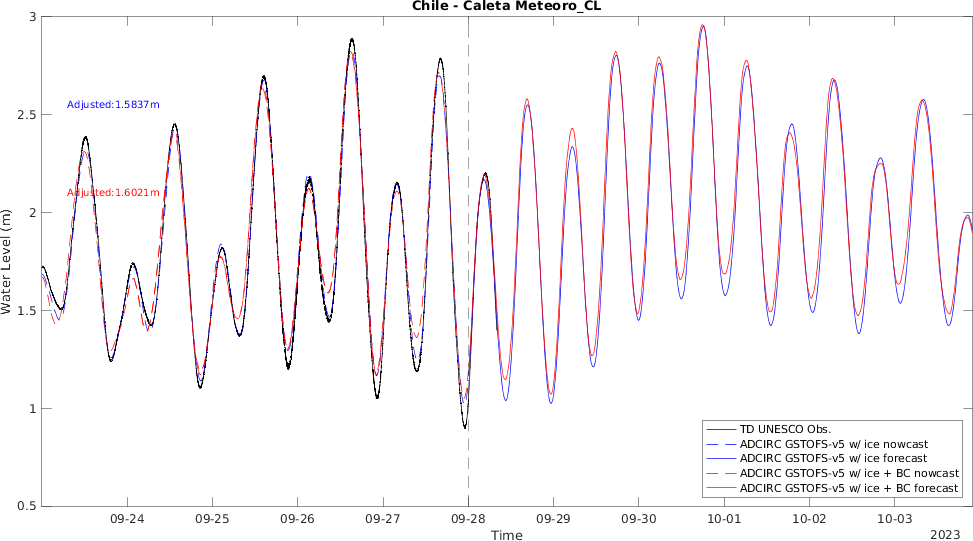 Chile - Caleta Meteoro_CL
3
Adjusted:1.5837m
2.5
Adjusted:1.6021m
2
Water Level (m)
1.5
1
TD UNESCO Obs.
ADCIRC GSTOFS-v5 w/ ice nowcast
ADCIRC GSTOFS-v5 w/ ice forecast
ADCIRC GSTOFS-v5 w/ ice + BC nowcast
ADCIRC GSTOFS-v5 w/ ice + BC forecast
0.5
09-24 09-25 09-26 09-27 09-28 09-29 09-30 10-01 10-02 10-03
Time
2023